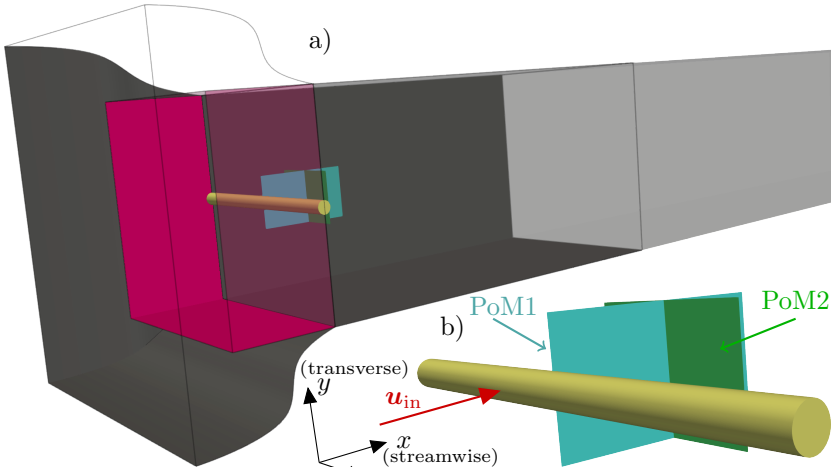 a)
b)
PoM1
PoM2
(transverse)
y
u_in
x
(streamwise)